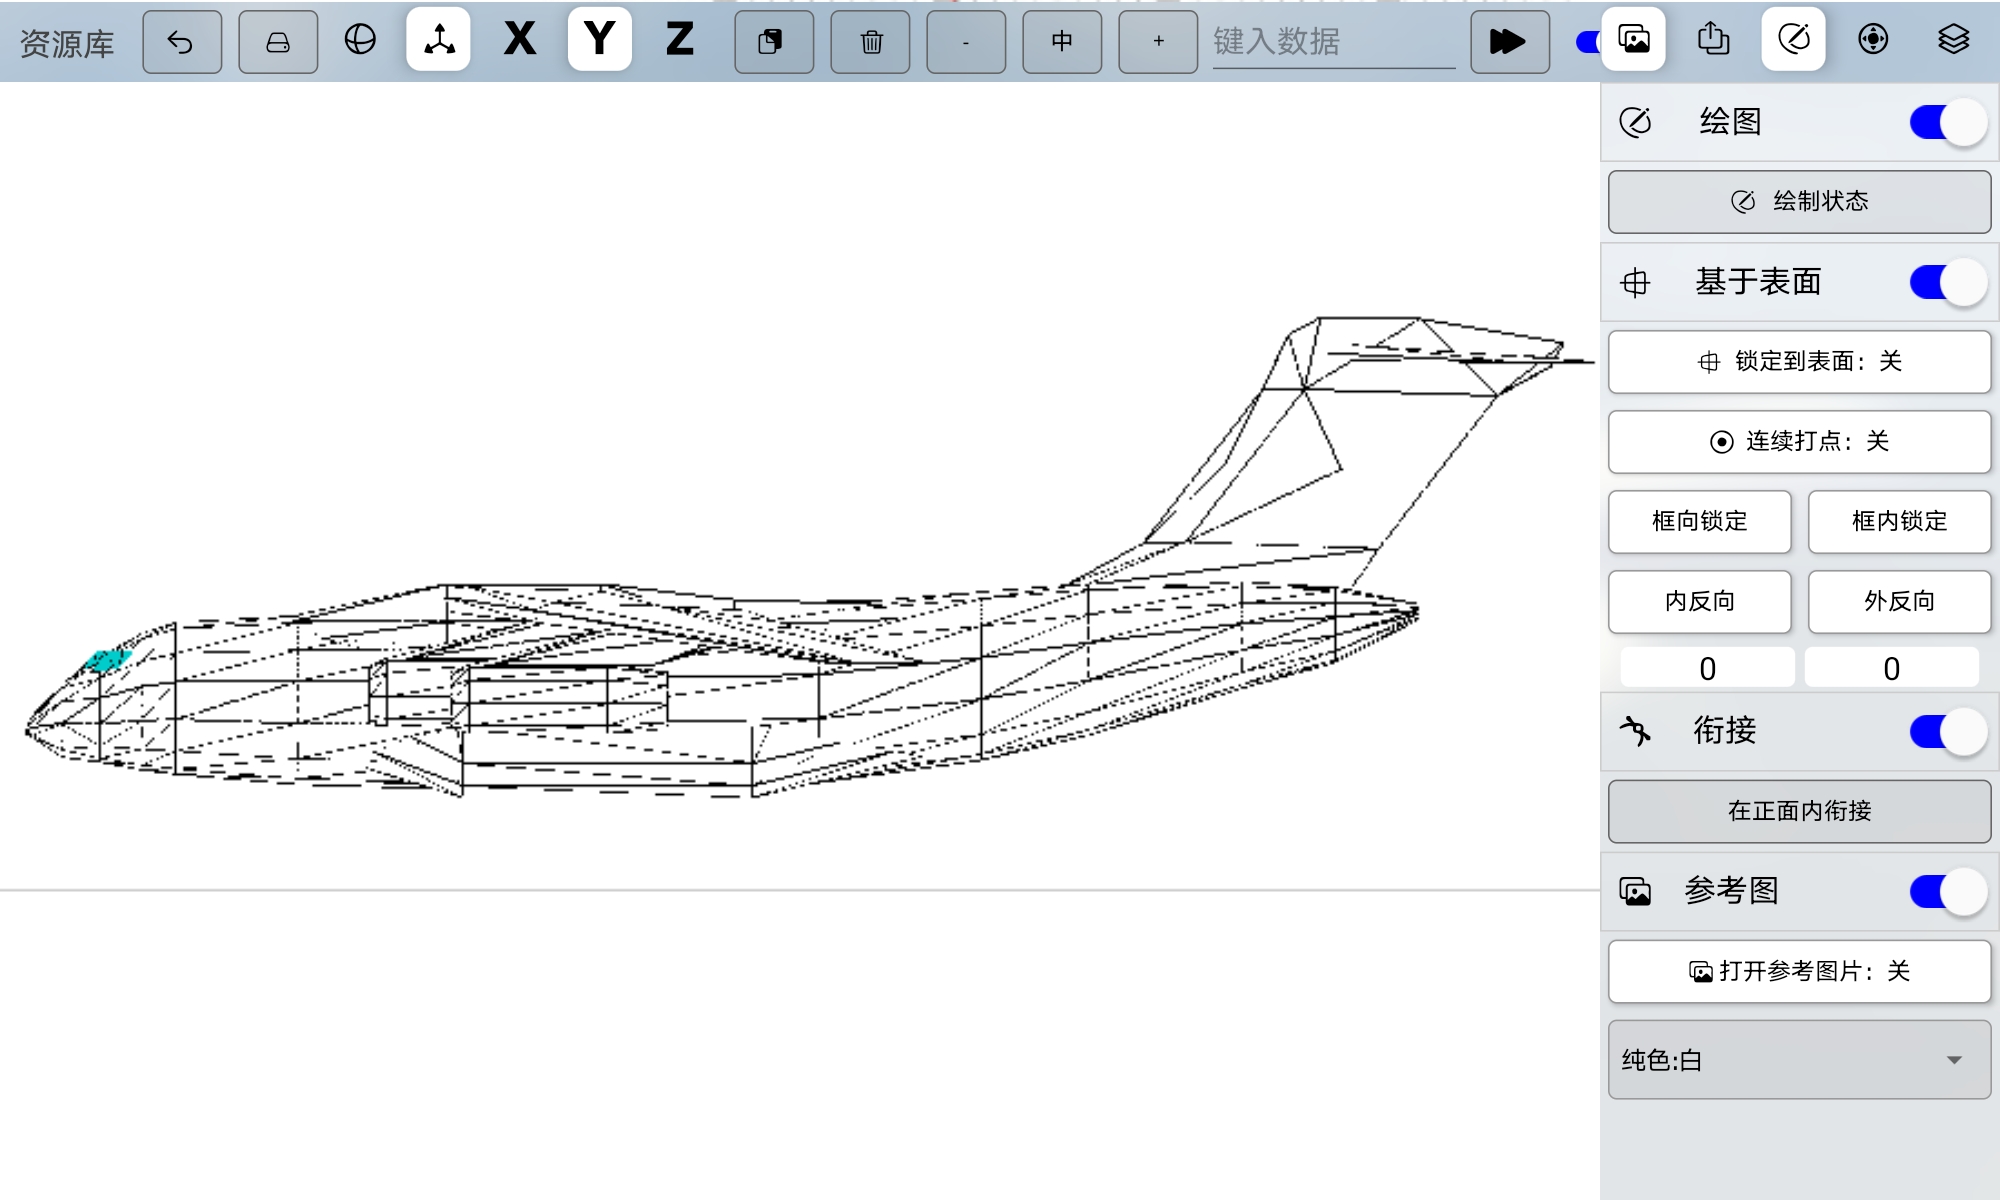 资源库 X Y Z - 中 + 键入数据
绘图
绘制状态
基于表面
锁定到表面：关
连续打点：关
框向锁定 框内锁定
内反向 外反向
0 0
衔接
在正面内衔接
参考图
打开参考图片：关
纯色:白